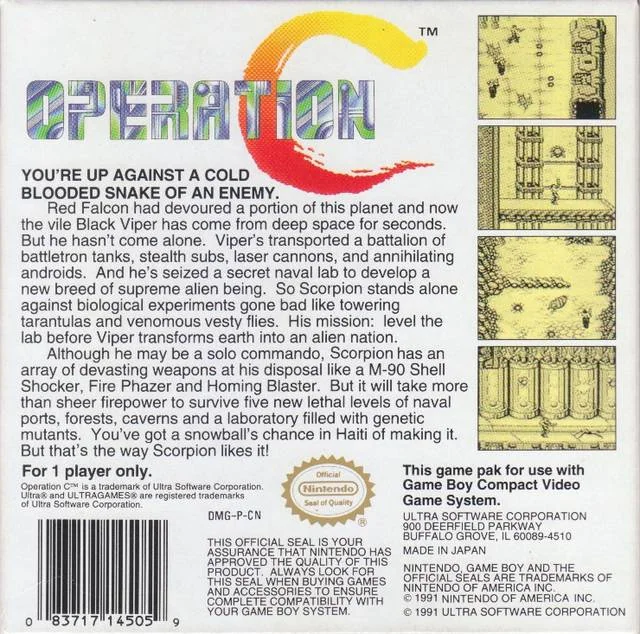 OPERATION C™
YOU'RE UP AGAINST A COLD
BLOODED SNAKE OF AN ENEMY.
Red Falcon had devoured a portion of this planet and now
the vile Black Viper has come from deep space for seconds.
But he hasn't come alone. Viper's transported a battalion of
battletron tanks, stealth subs, laser cannons, and annihilating
androids. And he's seized a secret naval lab to develop a
new breed of supreme alien being. So Scorpion stands alone
against biological experiments gone bad like towering
tarantulas and venomous vesty flies. His mission: level the
lab before Viper transforms earth into an alien nation.
Although he may be a solo commando, Scorpion has an
array of devasting weapons at his disposal like a M-90 Shell
Shocker, Fire Phazer and Homing Blaster. But it will take more
than sheer firepower to survive five new lethal levels of naval
ports, forests, caverns and a laboratory filled with genetic
mutants. You've got a snowball's chance in Haiti of making it.
But that's the way Scorpion likes it!
For 1 player only.
Operation C™ is a trademark of Ultra Software Corporation.
Ultra® and ULTRAGAMES® are registered trademarks
of Ultra Software Corporation.
0 83717 14505 9
DMG-P-CN
Official
Nintendo
Seal of Quality
®
THIS OFFICIAL SEAL IS YOUR
ASSURANCE THAT NINTENDO HAS
APPROVED THE QUALITY OF THIS
PRODUCT. ALWAYS LOOK FOR
THIS SEAL WHEN BUYING GAMES
AND ACCESSORIES TO ENSURE
COMPLETE COMPATIBILITY WITH
YOUR GAME BOY SYSTEM.
This game pak for use with
Game Boy Compact Video
Game System.
ULTRA SOFTWARE CORPORATION
900 DEERFIELD PARKWAY
BUFFALO GROVE, IL 60089-4510
MADE IN JAPAN
NINTENDO, GAME BOY AND THE
OFFICIAL SEALS ARE TRADEMARKS OF
NINTENDO OF AMERICA INC.
© 1991 NINTENDO OF AMERICA INC.
© 1991 ULTRA SOFTWARE CORPORATION